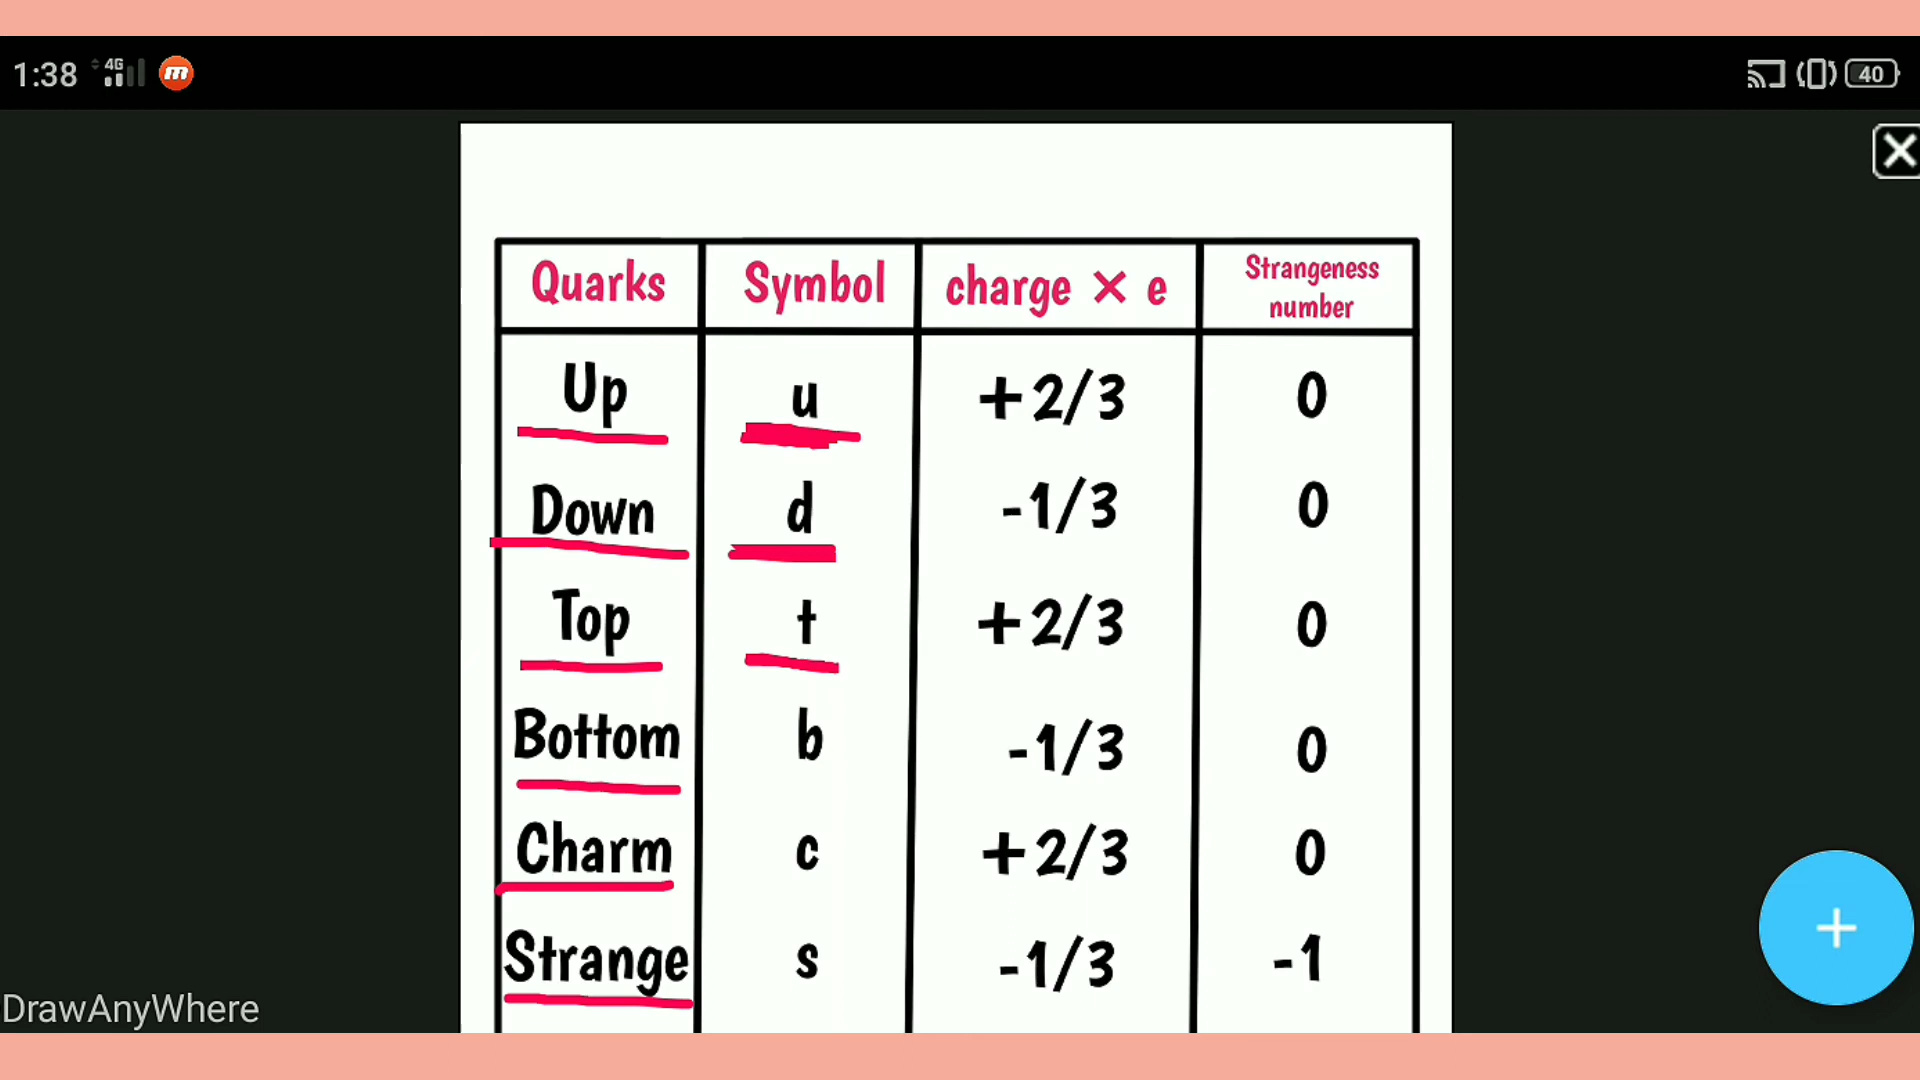 1:38 4G m 40
Quarks Symbol charge × e Strangeness number
Up u +2/3 0
Down d -1/3 0
Top t +2/3 0
Bottom b -1/3 0
Charm c +2/3 0
Strange s -1/3 -1
DrawAnyWhere